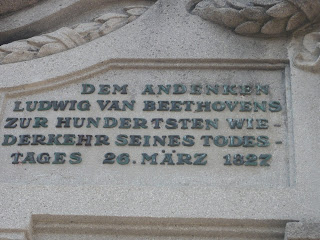 DEM ANDENKEN
LUDWIG VAN BEETHOVENS
ZUR HUNDERTSTEN WIE-
DERKEHR SEINES TODES-
TAGES 26. MÄRZ 1827